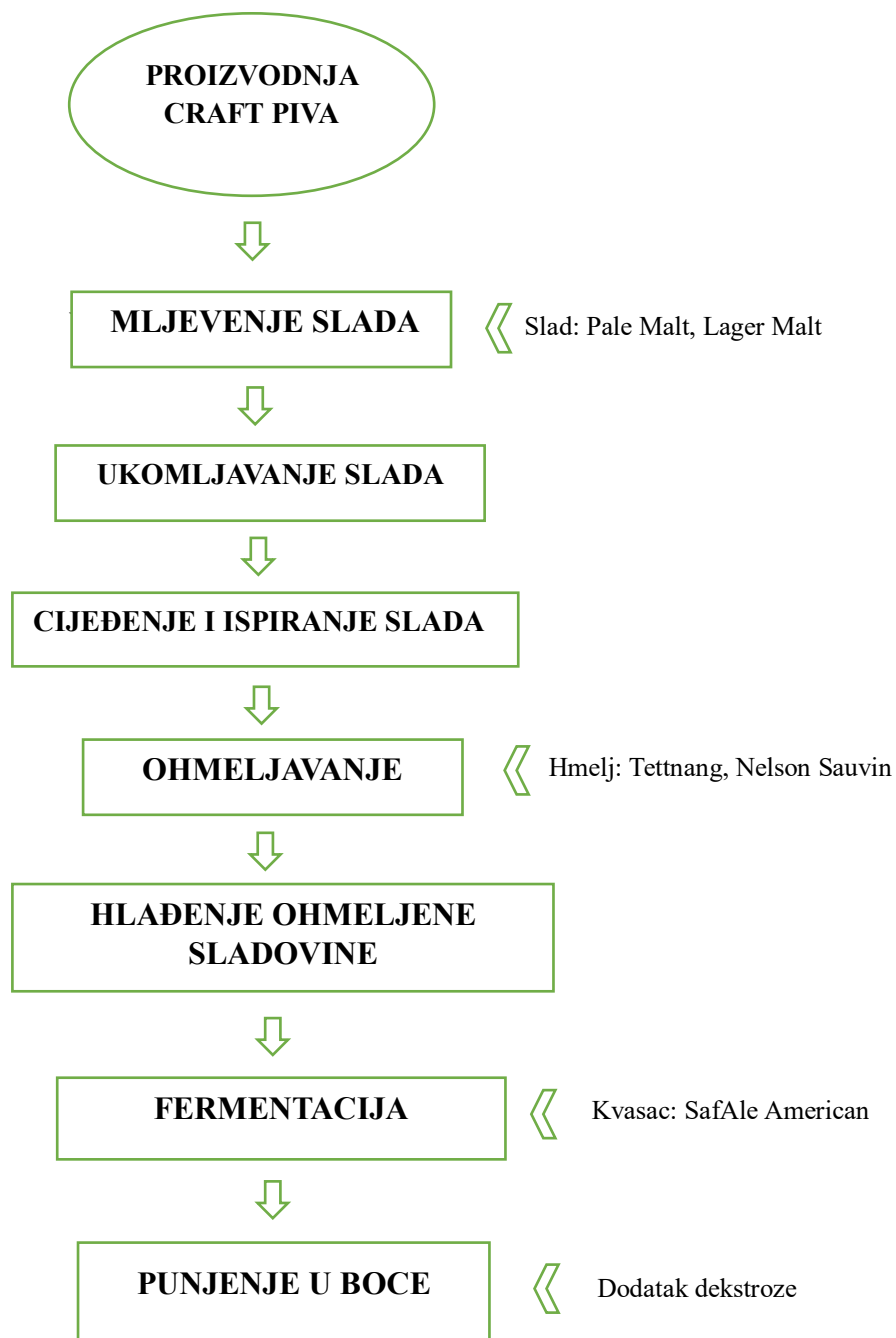 PROIZVODNJA
CRAFT PIVA
MLJEVENJE SLADA
Slad: Pale Malt, Lager Malt
UKOMLJAVANJE SLADA
CIJEĐENJE I ISPIRANJE SLADA
OHMELJAVANJE
Hmelj: Tettnang, Nelson Sauvin
HLAĐENJE OHMELJENE
SLADOVINE
FERMENTACIJA
Kvasac: SafAle American
PUNJENJE U BOCE
Dodatak dekstroze